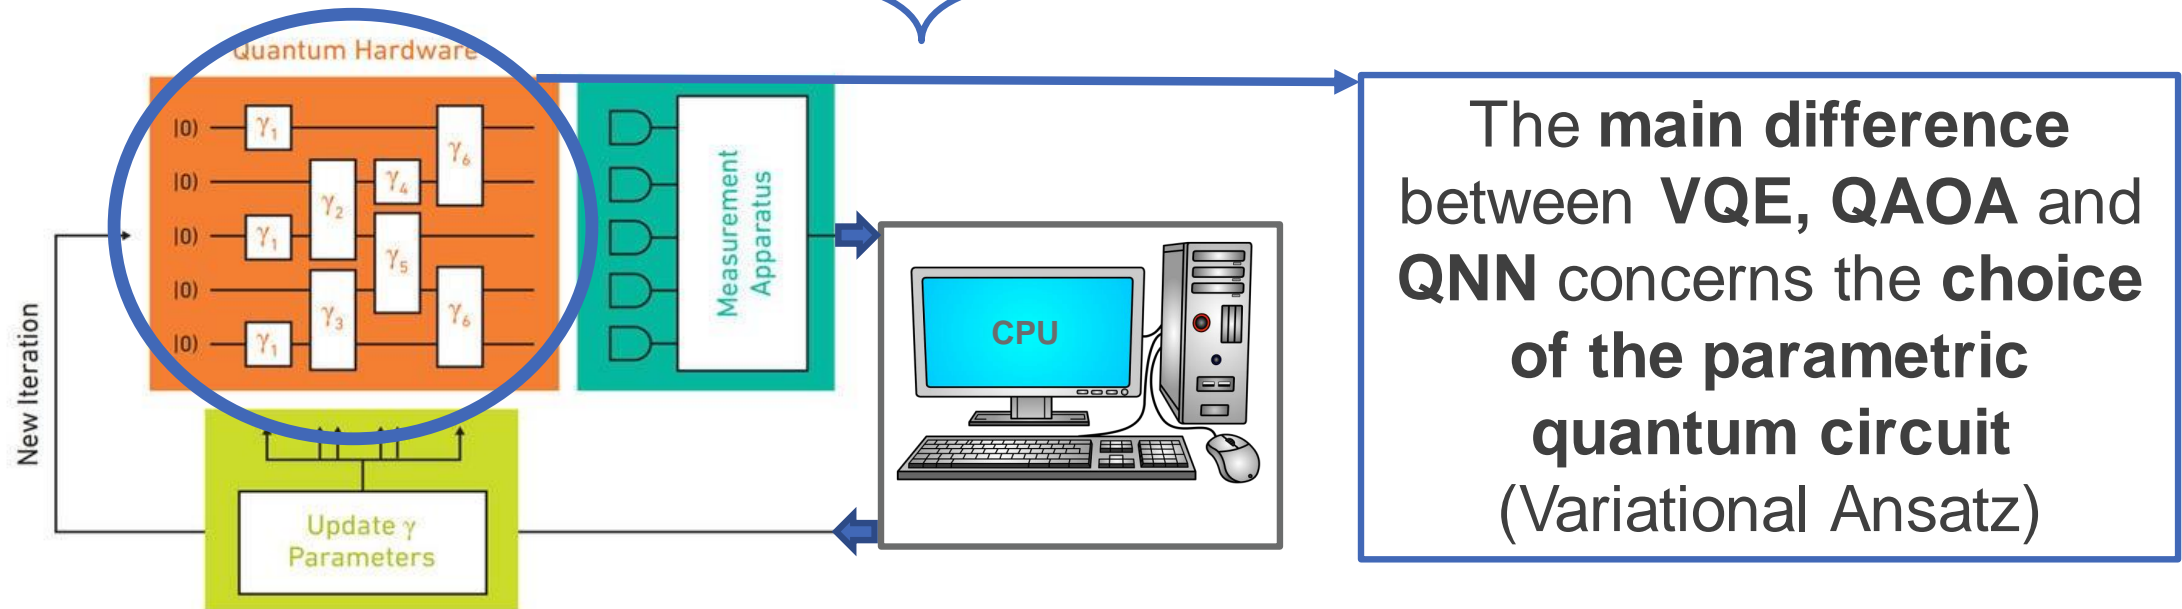 Quantum Hardware
|0⟩ γ₁ γ₆
|0⟩ γ₂ γ₄
|0⟩ γ₁ γ₅
|0⟩ γ₃ γ₆
|0⟩ γ₁
Measurement
Apparatus
CPU
New Iteration
Update γ
Parameters
The main difference
between VQE, QAOA and
QNN concerns the choice
of the parametric
quantum circuit
(Variational Ansatz)